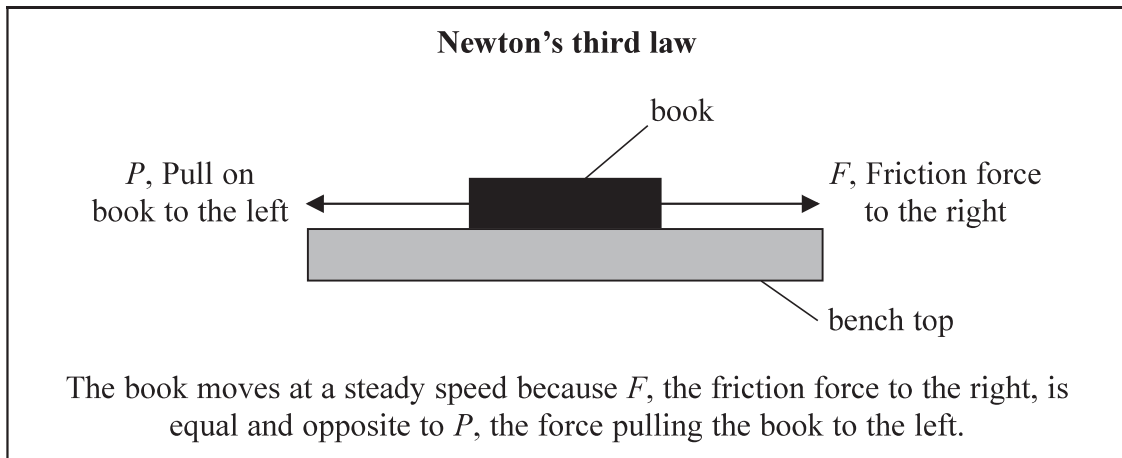 Newton’s third law
book
P, Pull on
book to the left
F, Friction force
to the right
bench top
The book moves at a steady speed because F, the friction force to the right, is
equal and opposite to P, the force pulling the book to the left.